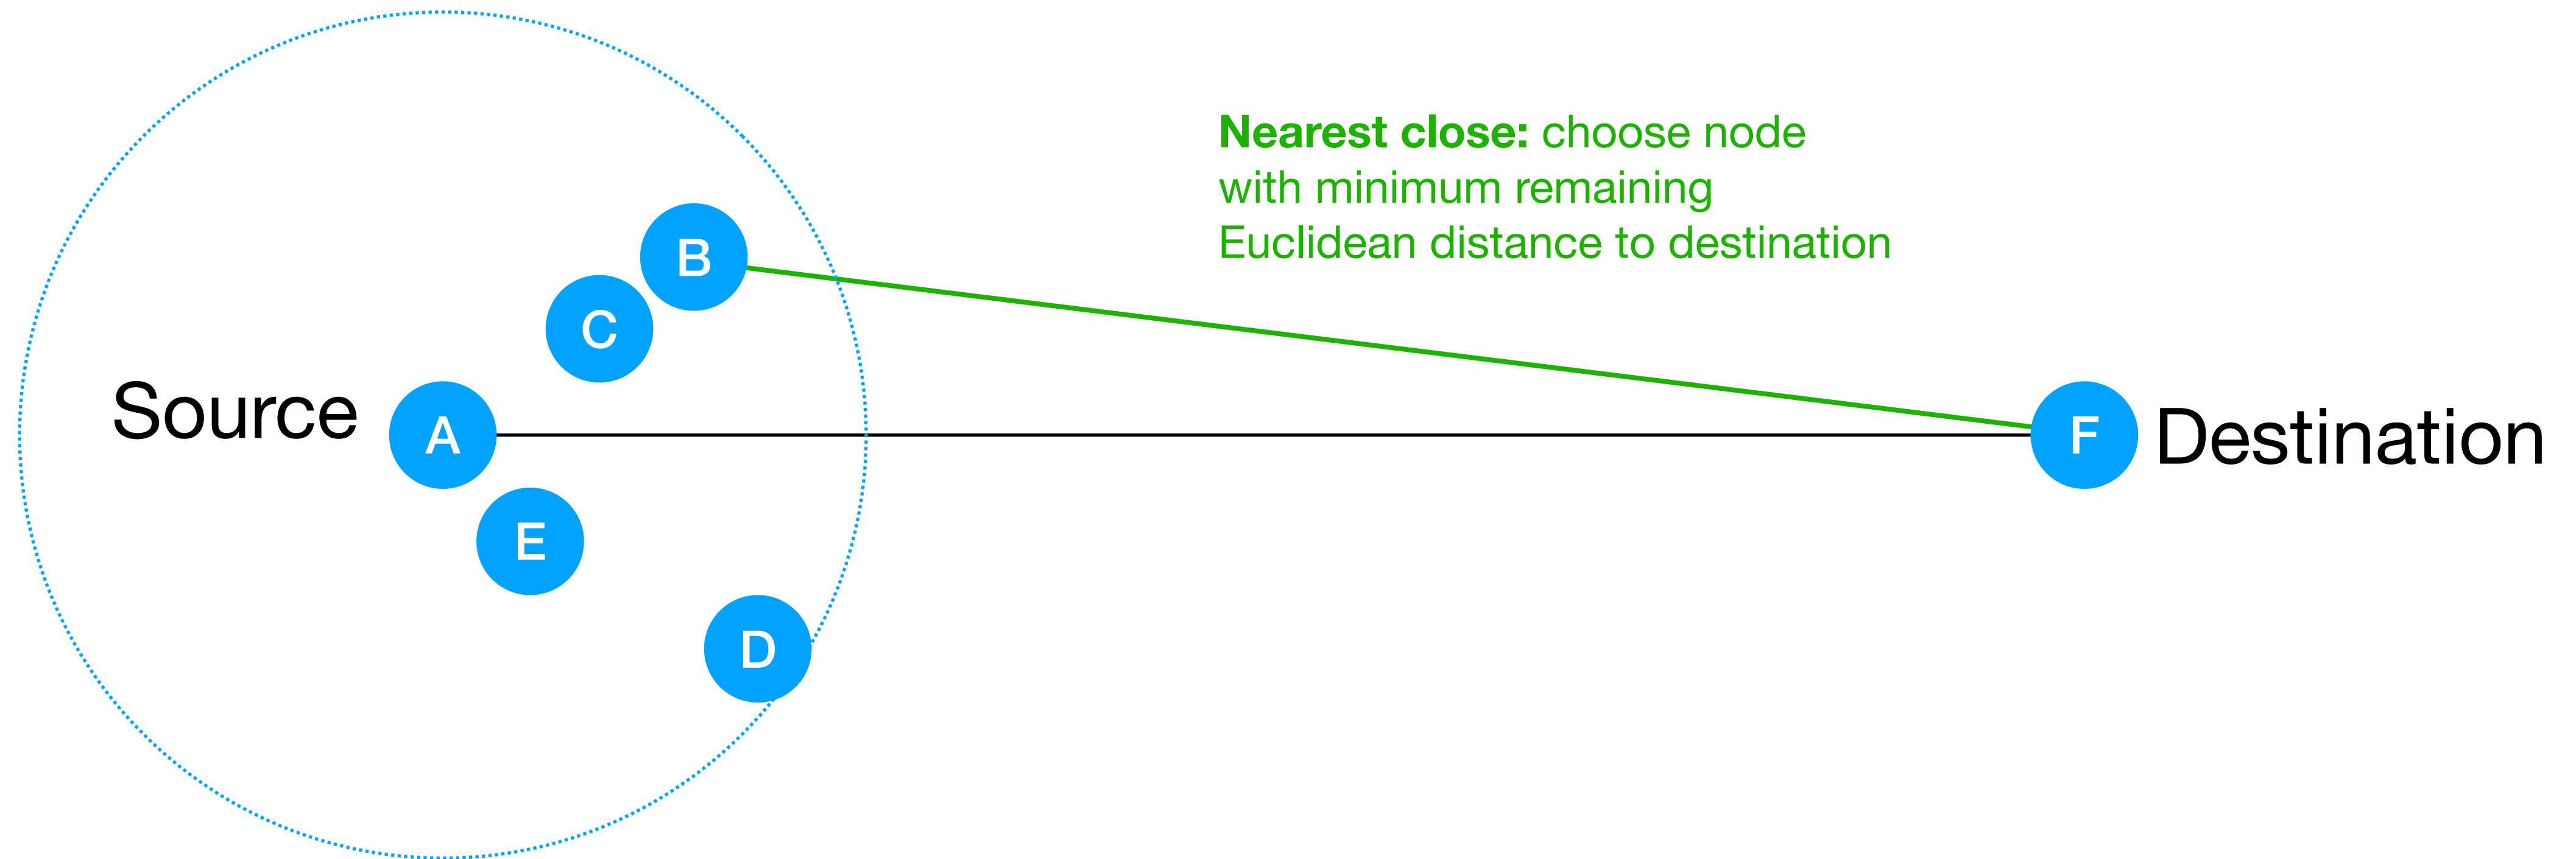 Nearest close: choose node
with minimum remaining
Euclidean distance to destination
B
C
Source
A
F
Destination
E
D